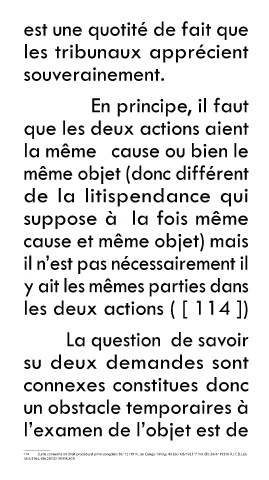 est une quotité de fait que
les tribunaux apprécient
souverainement.
En principe, il faut
que les deux actions aient
la même cause ou bien le
même objet (donc différent
de la litispendance qui
suppose à la fois même
cause et même objet) mais
il n'est pas nécessairement il
y ait les mêmes parties dans
les deux actions ( [ 114 ])
La question de savoir
su deux demandes sont
connexes constitues donc
un obstacle temporaires à
l'examen de l'objet est de